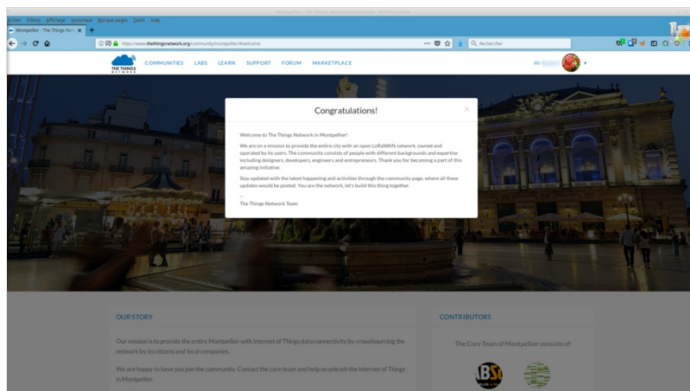 Montpellier - The Things Ne
https://www.thethingsnetwork.org/community/montpellier/#welcome
Rechercher
THE THINGS
NETWORK
COMMUNITIES LABS LEARN SUPPORT FORUM MARKETPLACE
Hi
Congratulations!
Welcome to The Things Network in Montpellier!
We are on a mission to provide the entire city with an open LoRaWAN network, owned and
operated by its users. The community consists of people with different backgrounds and expertise
including designers, developers, engineers and entrepreneurs. Thank you for becoming a part of this
amazing initiative.
Stay updated with the latest happening and activities through the community page, where all these
updates would be posted. You are the network, let's build this thing together.
--
The Things Network Team
OUR STORY
Our mission is to provide the entire Montpellier with Internet of Things data connectivity by crowdsourcing the
network by its citizens and local companies.
We are happy to have you join the community. Contact the core team and help us unleash the Internet of Things
in Montpellier.
CONTRIBUTORS
The Core Team of Montpellier consists of: